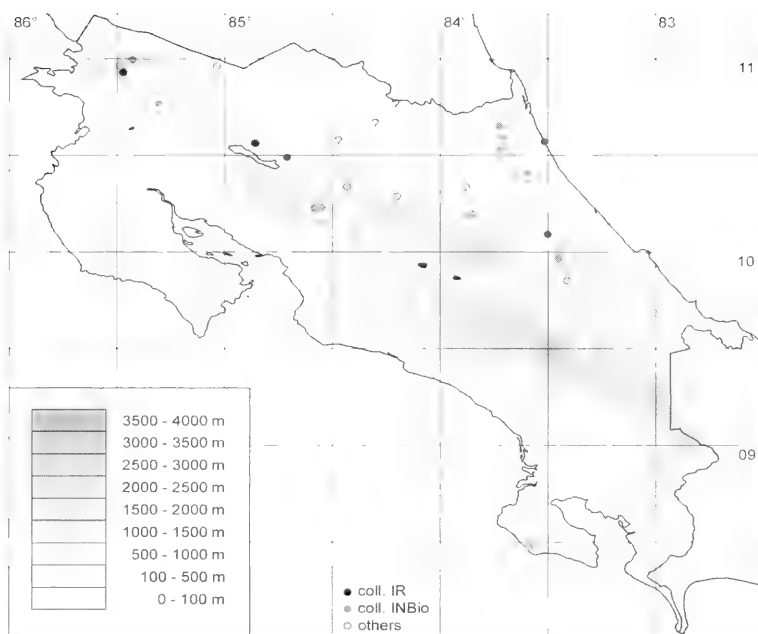 86° 85° 84° 83
11
?
?
10
09
3500 - 4000 m
3000 - 3500 m
2500 - 3000 m
2000 - 2500 m
1500 - 2000 m
1000 - 1500 m
500 - 1000 m
100 - 500 m
0 - 100 m
coll. IR
coll. INBio
others